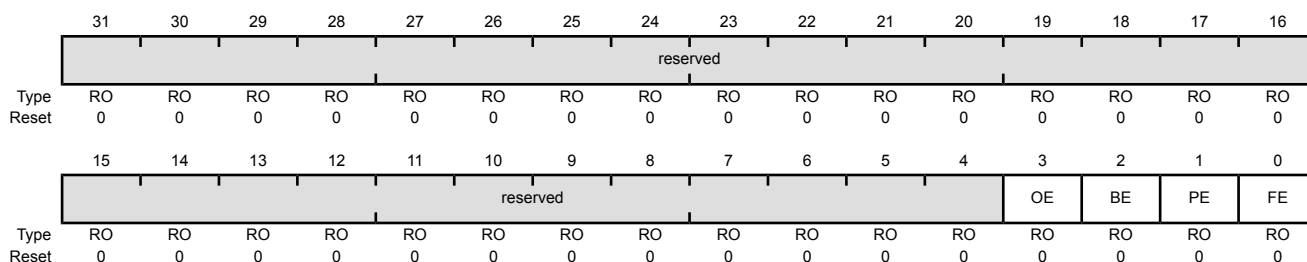 31 30 29 28 27 26 25 24 23 22 21 20 19 18 17 16
reserved
Type RO RO RO RO RO RO RO RO RO RO RO RO RO RO RO RO
Reset 0 0 0 0 0 0 0 0 0 0 0 0 0 0 0 0
15 14 13 12 11 10 9 8 7 6 5 4 3 2 1 0
reserved OE BE PE FE
Type RO RO RO RO RO RO RO RO RO RO RO RO RO RO RO RO
Reset 0 0 0 0 0 0 0 0 0 0 0 0 0 0 0 0